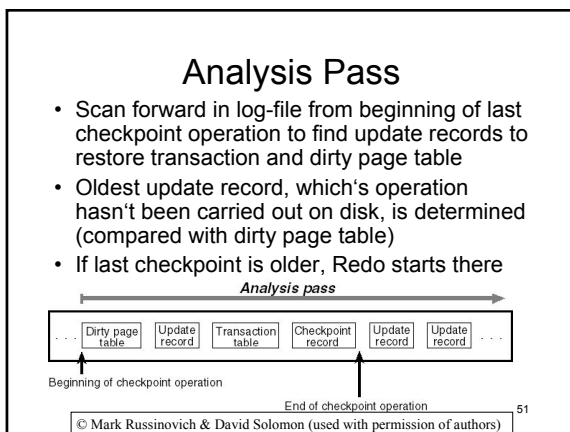 Analysis Pass
• Scan forward in log-file from beginning of last
checkpoint operation to find update records to
restore transaction and dirty page table
• Oldest update record, which‘s operation
hasn‘t been carried out on disk, is determined
(compared with dirty page table)
• If last checkpoint is older, Redo starts there
Analysis pass
. . . Dirty page table Update record Transaction table Checkpoint record Update record Update record . . .
Beginning of checkpoint operation
End of checkpoint operation
51
© Mark Russinovich & David Solomon (used with permission of authors)